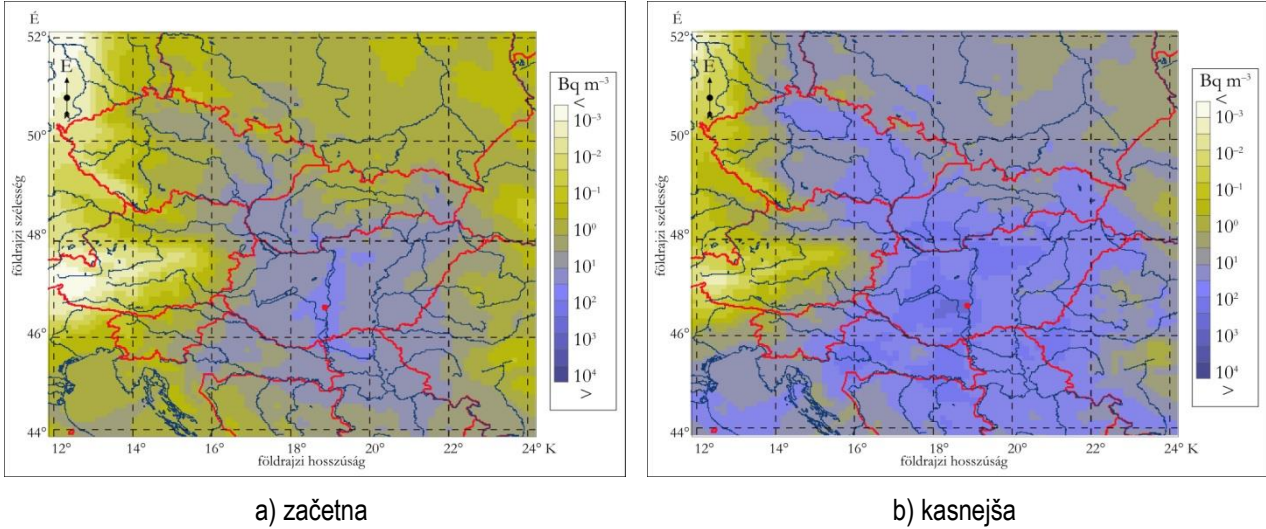 É
52°
50°
48°
46°
44°
földrajzi szélesség
É
12° 14° 16° 18° 20° 22° 24° K
földrajzi hosszúság
Bq m⁻³
<
10⁻³
10⁻²
10⁻¹
10⁰
10¹
10²
10³
10⁴
>
a) začetna
É
52°
50°
48°
46°
44°
földrajzi szélesség
É
12° 14° 16° 18° 20° 22° 24° K
földrajzi hosszúság
Bq m⁻³
<
10⁻³
10⁻²
10⁻¹
10⁰
10¹
10²
10³
10⁴
>
b) kasnejša